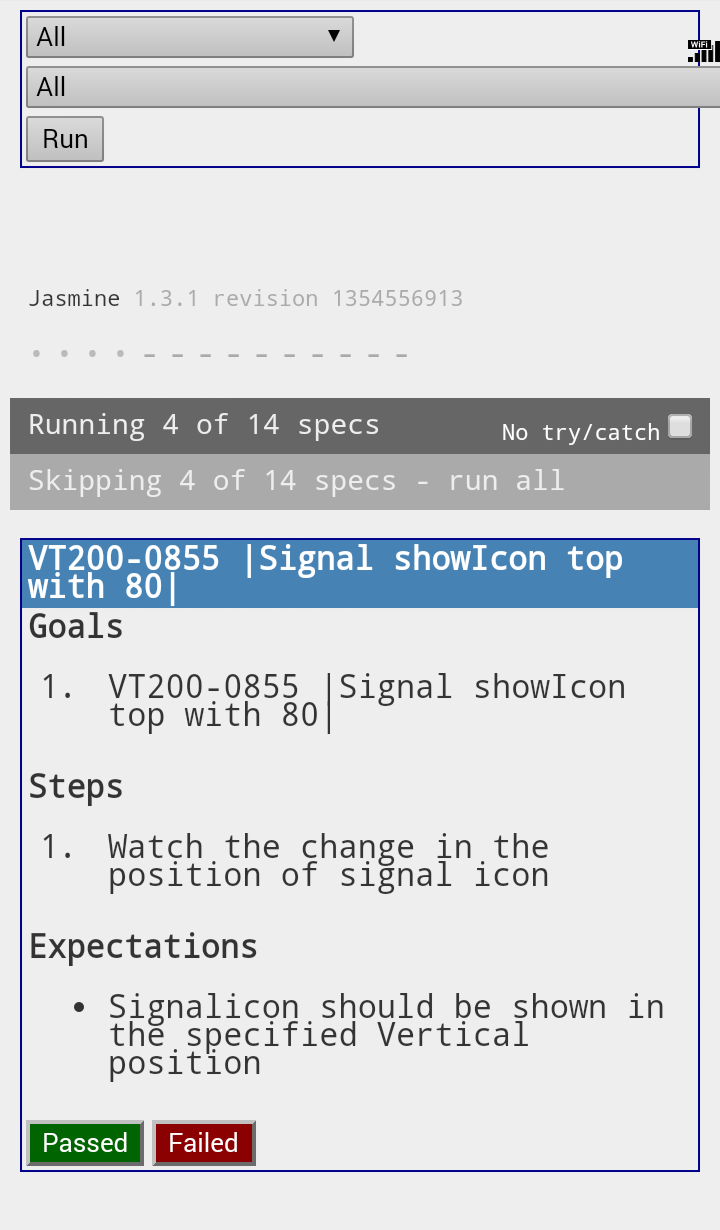 All
WiFi
All
Run
Jasmine 1.3.1 revision 1354556913
• • • • - - - - - - - - - -
Running 4 of 14 specs No try/catch
Skipping 4 of 14 specs - run all
VT200-0855 |Signal showIcon top
with 80|
Goals
1. VT200-0855 |Signal showIcon
top with 80|
Steps
1. Watch the change in the
position of signal icon
Expectations
• Signalicon should be shown in
the specified Vertical
position
Passed Failed